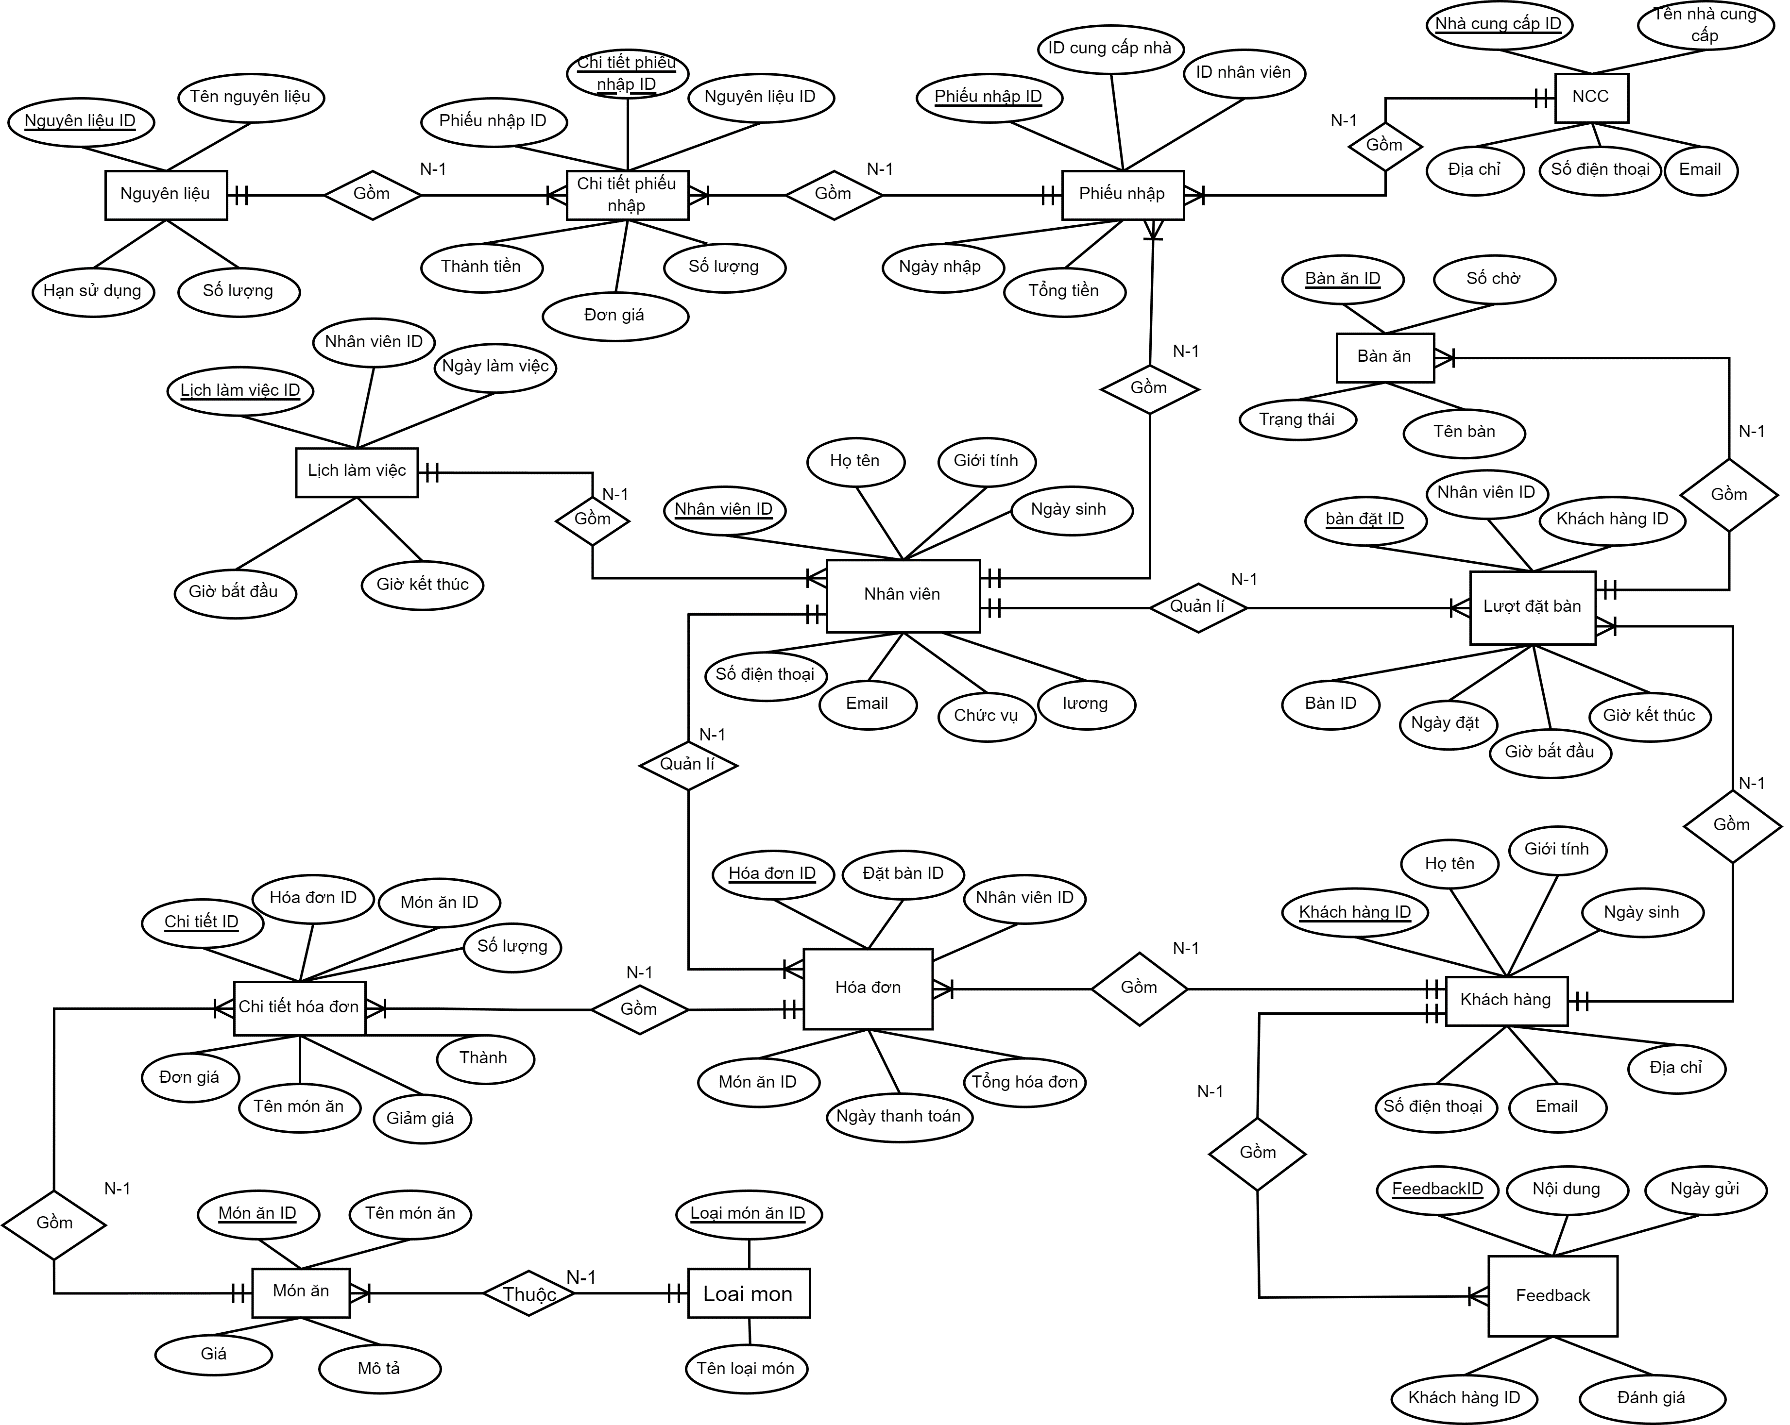 Nhà cung cấp ID
Tên nhà cung
cấp
ID cung cấp nhà
ID nhân viên
Chi tiết phiếu
nhập ID
Tên nguyên liệu
Nguyên liệu ID
Phiếu nhập ID
Nguyên liệu ID
Phiếu nhập ID
NCC
N-1
Gồm
Địa chỉ
Số điện thoại
Email
Nguyên liệu
Gồm
N-1
Chi tiết phiếu
nhập
Gồm
N-1
Phiếu nhập
Hạn sử dụng
Số lượng
Thành tiền
Đơn giá
Số lượng
Ngày nhập
Tổng tiền
Bàn ăn ID
Số chờ
Bàn ăn
Trạng thái
Tên bàn
N-1
Gồm
Lịch làm việc ID
Nhân viên ID
Ngày làm việc
Lịch làm việc
Giờ bắt đầu
Giờ kết thúc
N-1
Gồm
N-1
Gồm
Họ tên
Giới tính
Nhân viên ID
Ngày sinh
Nhân viên
Số điện thoại
Email
Chức vụ
lương
Quản lí
N-1
bàn đặt ID
Nhân viên ID
Khách hàng ID
Lượt đặt bàn
Bàn ID
Ngày đặt
Giờ bắt đầu
Giờ kết thúc
N-1
Quản lí
N-1
Gồm
Hóa đơn ID
Đặt bàn ID
Nhân viên ID
Hóa đơn
Món ăn ID
Ngày thanh toán
Tổng hóa đơn
N-1
Gồm
Họ tên
Giới tính
Khách hàng ID
Ngày sinh
Khách hàng
Số điện thoại
Email
Địa chỉ
Chi tiết ID
Hóa đơn ID
Món ăn ID
Số lượng
Chi tiết hóa đơn
N-1
Gồm
Đơn giá
Tên món ăn
Giảm giá
Thành
N-1
Gồm
N-1
Gồm
Món ăn ID
Tên món ăn
Món ăn
Giá
Mô tả
N-1
Thuộc
Loại món ăn ID
Loai mon
Tên loại món
FeedbackID
Nội dung
Ngày gửi
Feedback
Khách hàng ID
Đánh giá